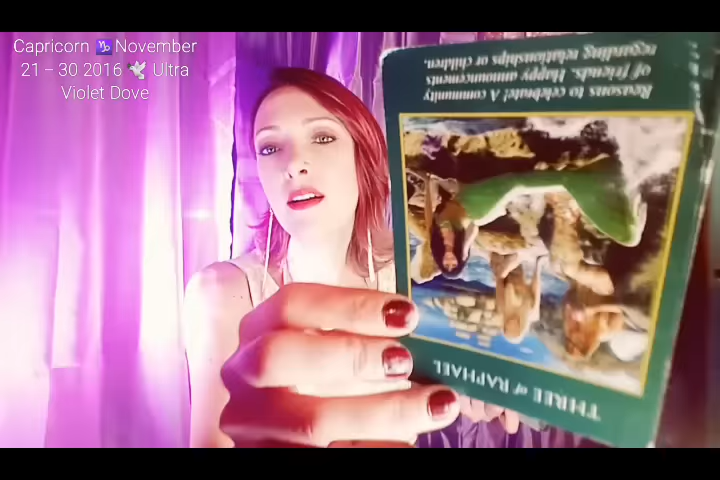 Capricorn ♑ November
21 – 30 2016 🕊 Ultra
Violet Dove
Reasons to celebrate! A community
of friends. Happy announcements
regarding relationships or children.
THREE of RAPHAEL